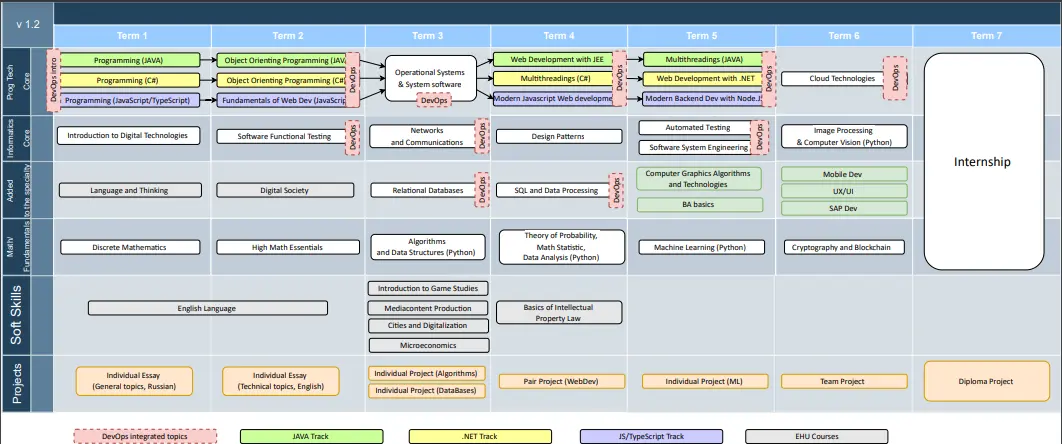 v 1.2
Term 1
Term 2
Term 3
Term 4
Term 5
Term 6
Term 7
Prog Tech
Core
DevOps intro
Programming (JAVA)
Object Orienting Programming (JAVA
DevOps
Operational Systems
& System software
DevOps
Web Development with JEE
DevOps
Multithreadings (JAVA)
DevOps
Programming (C#)
Object Orienting Programming (C#
Multithreadings (C#)
Web Development with .NET
Cloud Technologies
DevOps
Programming (JavaScript/TypeScript)
Fundamentals of Web Dev (JavaScrip
Modern Javascript Web developme
Modern Backend Dev with Node.JS
Internship
Informatics
Core
Introduction to Digital Technologies
Software Functional Testing
DevOps
Networks
and Communications
DevOps
Design Patterns
Automated Testing
Software System Engineering
DevOps
Image Processing
& Computer Vision (Python)
Added
to the specialty
Language and Thinking
Digital Society
Relational Databases
DevOps
SQL and Data Processing
DevOps
Computer Graphics Algorithms
and Technologies
BA basics
Mobile Dev
UX/UI
SAP Dev
Math/
Fundamentals
Discrete Mathematics
High Math Essentials
Algorithms
and Data Structures (Python)
Theory of Probability,
Math Statistic,
Data Analysis (Python)
Machine Learning (Python)
Cryptography and Blockchain
Soft Skills
English Language
Introduction to Game Studies
Mediacontent Production
Cities and Digitalization
Microeconomics
Basics of Intellectual
Property Law
Projects
Individual Essay
(General topics, Russian)
Individual Essay
(Technical topics, English)
Individual Project (Algorithms)
Individual Project (DataBases)
Pair Project (WebDev)
Individual Project (ML)
Team Project
Diploma Project
DevOps integrated topics
JAVA Track
.NET Track
JS/TypeScript Track
EHU Courses